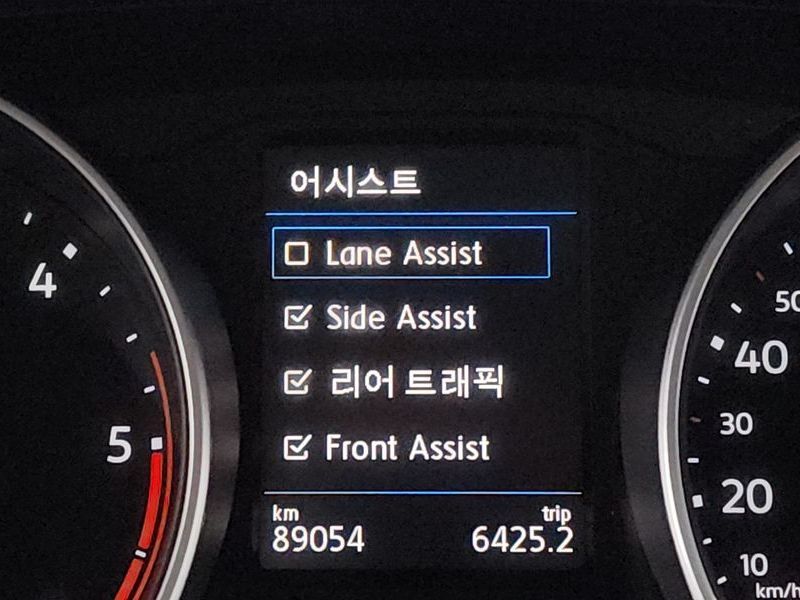 어시스트
Lane Assist
Side Assist
리어 트래픽
Front Assist
km trip
89054 6425.2
4
5
50
40
30
20
10
km/h